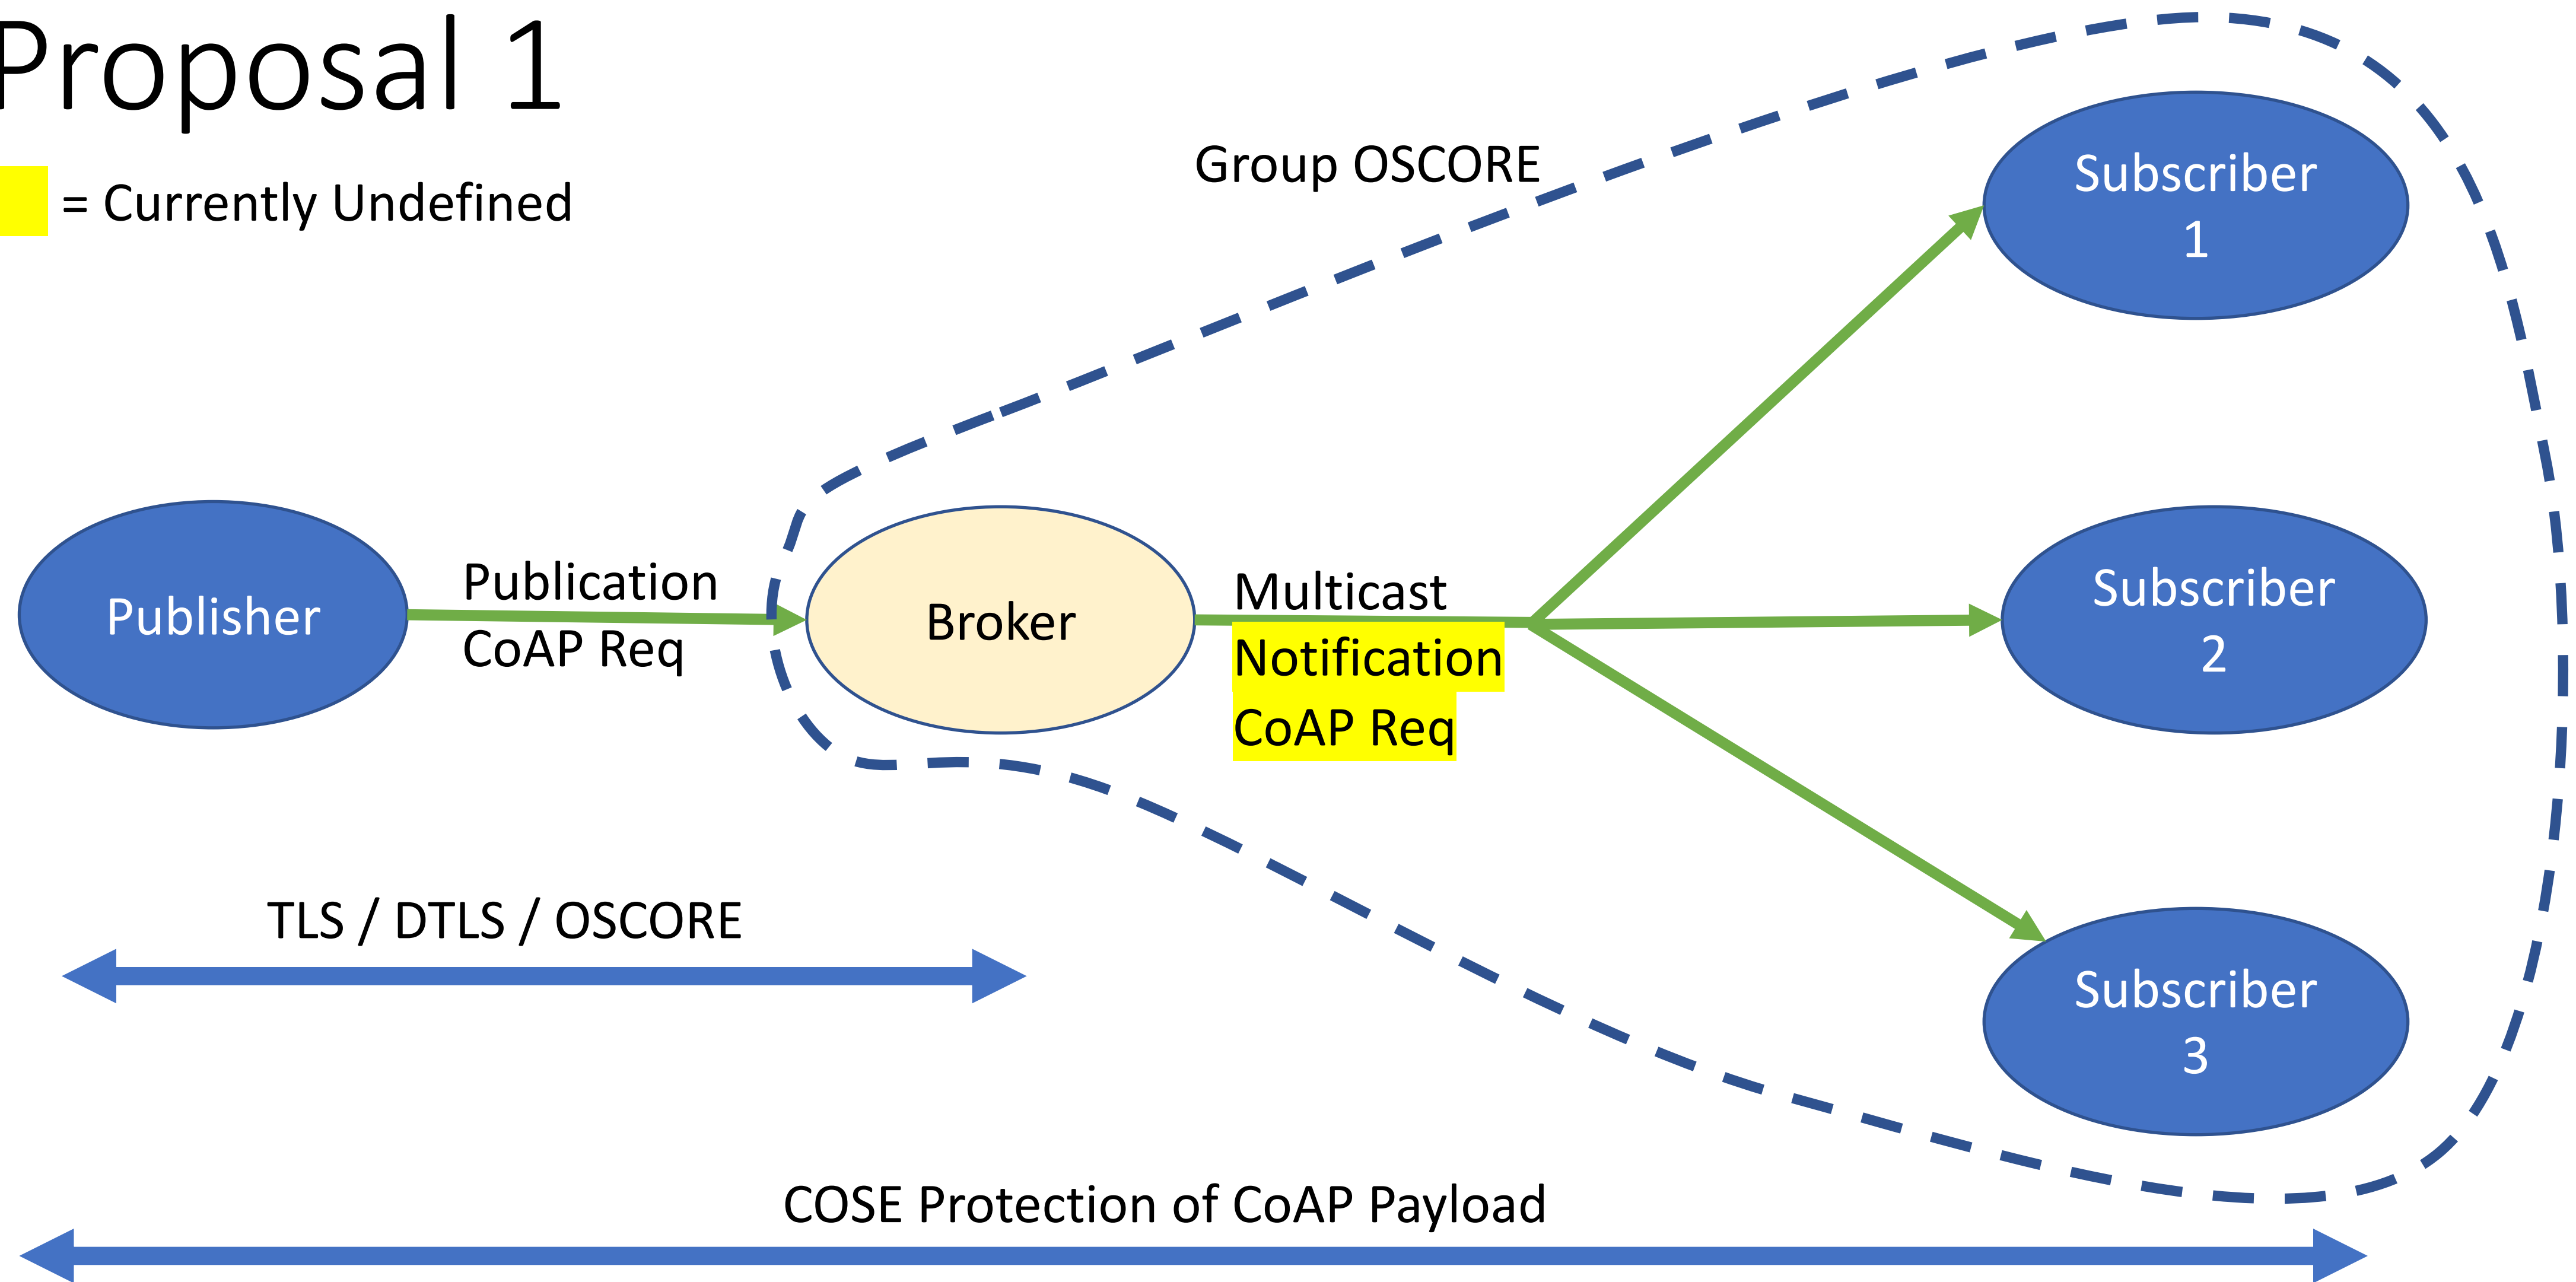 Proposal 1
= Currently Undefined
Group OSCORE
Subscriber
1
Publisher
Publication
CoAP Req
Broker
Multicast
Notification
CoAP Req
Subscriber
2
TLS / DTLS / OSCORE
Subscriber
3
COSE Protection of CoAP Payload